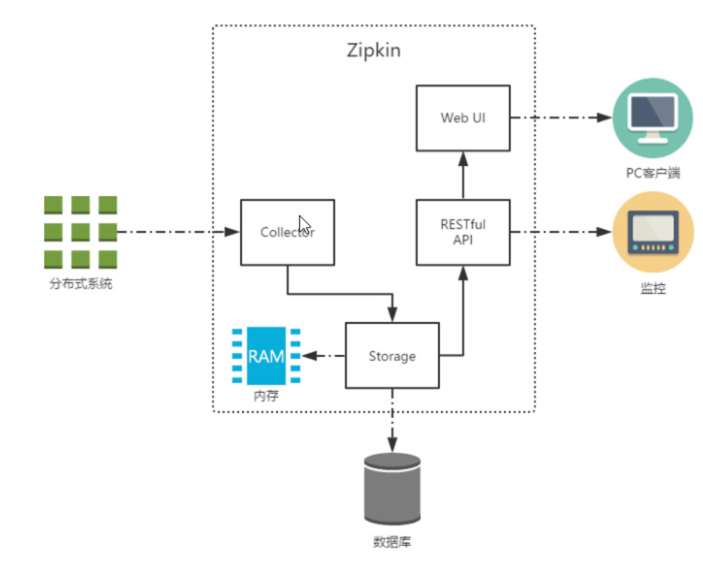 Zipkin
Web UI
PC客户端
Collector
RESTful
API
分布式系统
监控
RAM
Storage
内存
数据库